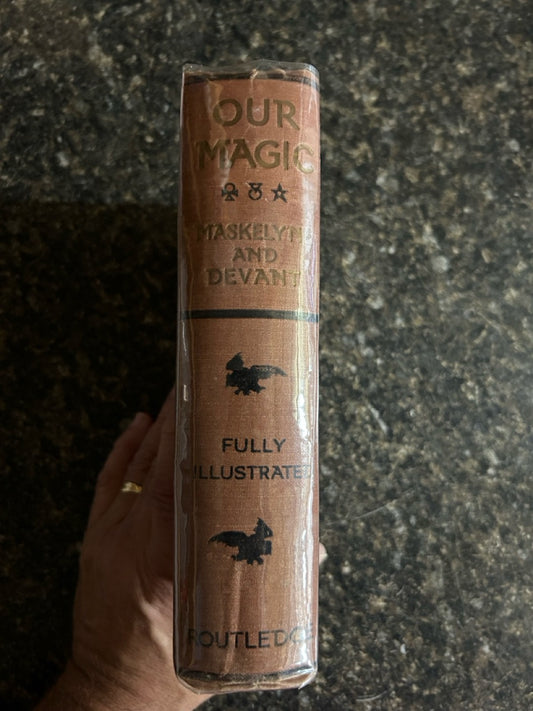 OUR
MAGIC
MASKELYNE
AND
DEVANT
FULLY
ILLUSTRATED
ROUTLEDGE